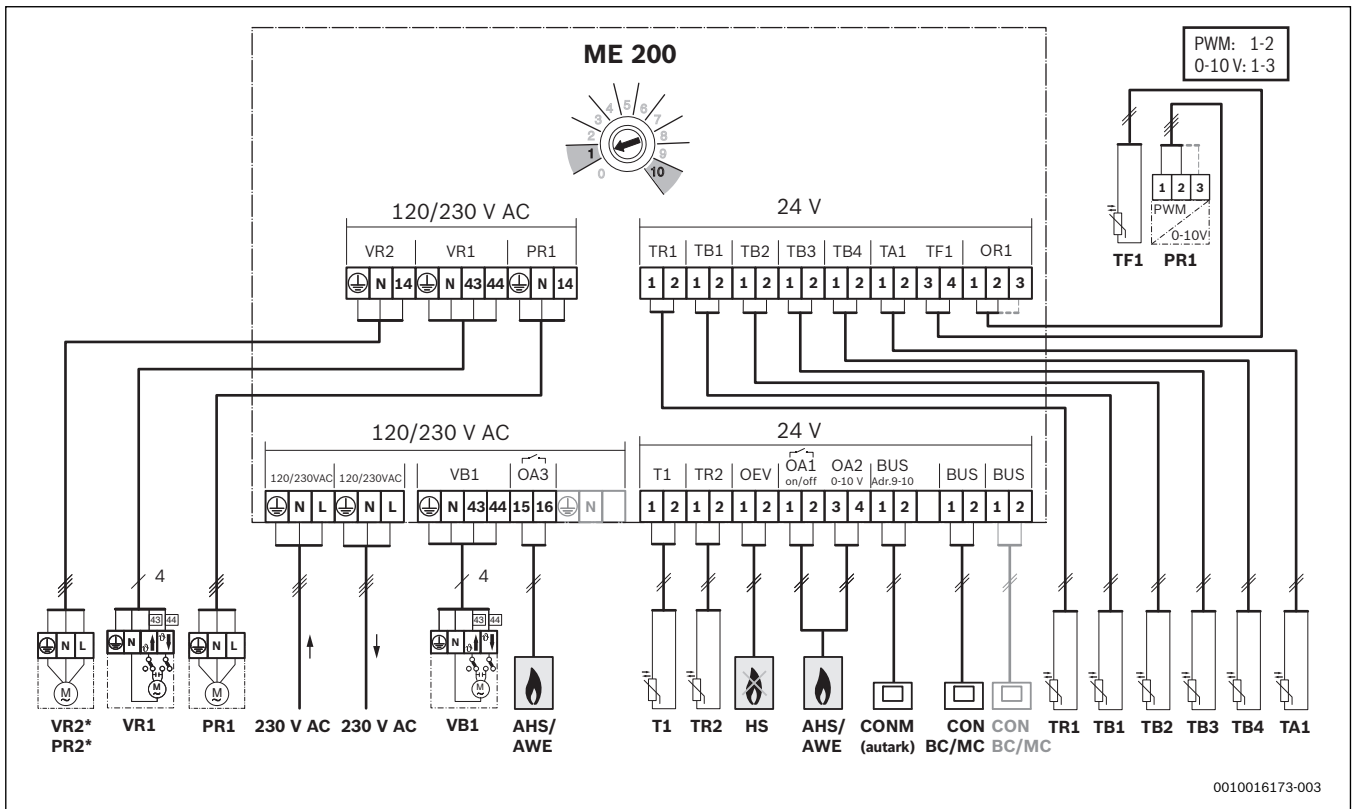 ME 200
PWM: 1-2
0-10 V: 1-3
0 1 2 3 4 5 6 7 8 9 10
120/230 V AC
24 V
VR2 VR1 PR1
N 14 N 43 44 N 14
TR1 TB1 TB2 TB3 TB4 TA1 TF1 OR1
1 2 1 2 1 2 1 2 1 2 1 2 3 4 1 2 3
1 2 3
PWM
0-10V
TF1 PR1
120/230 V AC
24 V
120/230VAC 120/230VAC VB1 OA3
N L N L N 43 44 15 16 N
T1 TR2 OEV OA1 OA2 BUS BUS BUS
on/off 0-10 V Adr.9-10
1 2 1 2 1 2 1 2 3 4 1 2 1 2 1 2
4 4
43 44 43 44
N L N ϑ ϑ N L N ϑ ϑ
M ~ M ~ M ~ M ~
VR2* VR1 PR1 230 V AC 230 V AC VB1 AHS/ T1 TR2 HS AHS/ CONM CON CON TR1 TB1 TB2 TB3 TB4 TA1
PR2* AWE AWE (autark) BC/MC BC/MC
0010016173-003